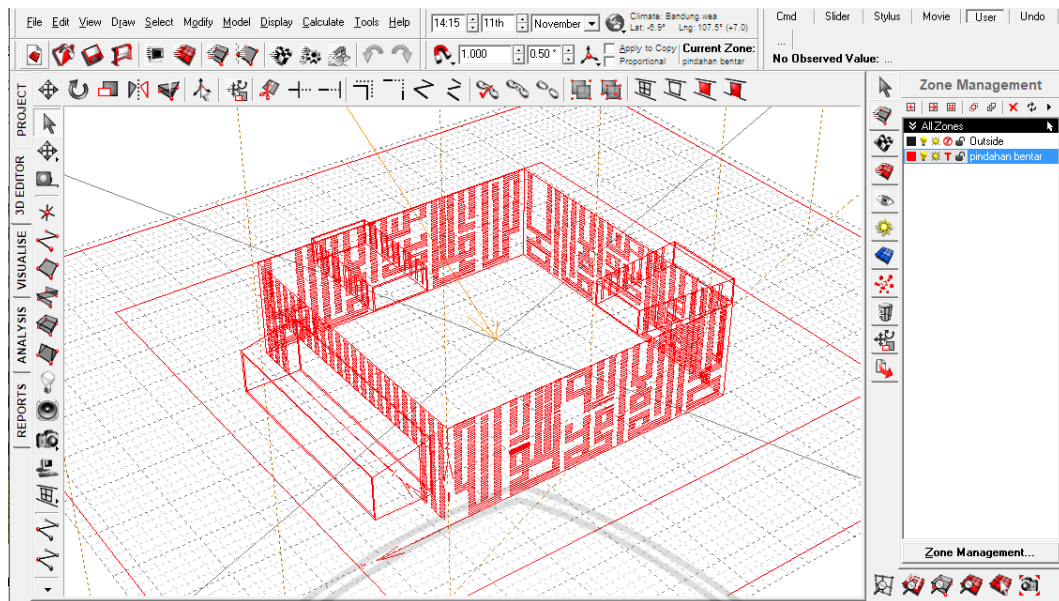 File Edit View Draw Select Modify Model Display Calculate Tools Help
14:15 11th November
Climate: Bandung.wea
Lat: -6.9° Lng: 107.5° (+7.0)
Cmd Slider Stylus Movie User Undo
...
1.000 0.50°
Apply to Copy
Proportional
Current Zone:
pindahan bentar
No Observed Value: ...
PROJECT
3D EDITOR
VISUALISE
ANALYSIS
REPORTS
Zone Management
All Zones
T
Outside
pindahan bentar
Zone Management...